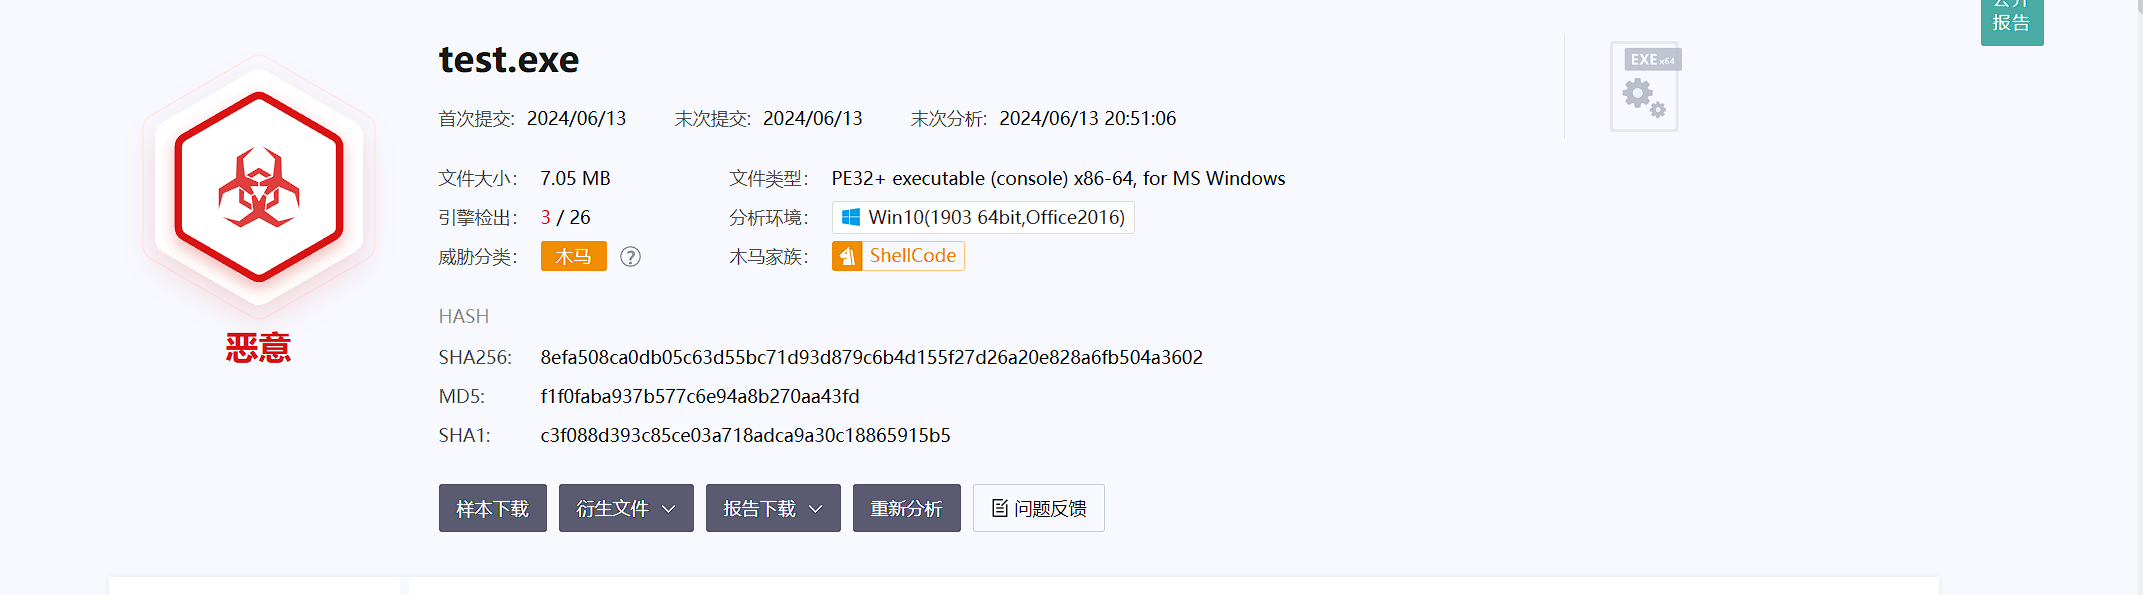 公开
报告
test.exe
EXE x64
首次提交: 2024/06/13 末次提交: 2024/06/13 末次分析: 2024/06/13 20:51:06
文件大小: 7.05 MB 文件类型: PE32+ executable (console) x86-64, for MS Windows
引擎检出: 3 / 26 分析环境: Win10(1903 64bit,Office2016)
威胁分类: 木马 ? 木马家族: ShellCode
HASH
恶意
SHA256: 8efa508ca0db05c63d55bc71d93d879c6b4d155f27d26a20e828a6fb504a3602
MD5: f1f0faba937b577c6e94a8b270aa43fd
SHA1: c3f088d393c85ce03a718adca9a30c18865915b5
样本下载 衍生文件 报告下载 重新分析 问题反馈